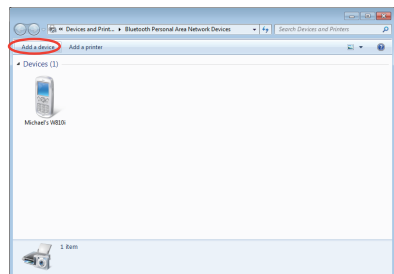 « Devices and Print... ▸ Bluetooth Personal Area Network Devices
Search Devices and Printers
Add a device Add a printer
Devices (1)
Michael's W810i
1 item